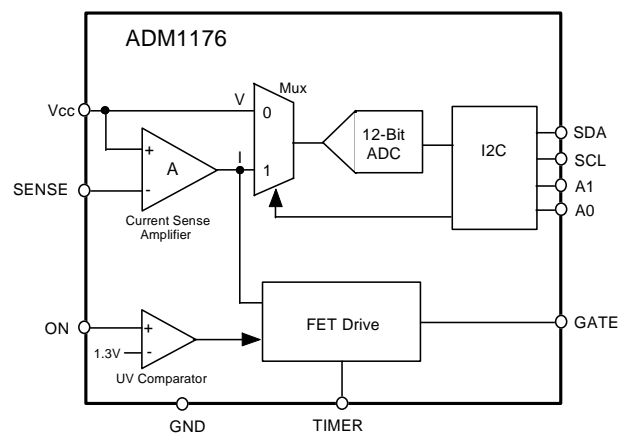 ADM1176
Mux
Vcc
V
0
12-Bit
ADC
I2C
SDA
SCL
A1
A0
+
A
-
I
1
SENSE
Current Sense
Amplifier
ON
+
1.3V
-
UV Comparator
FET Drive
GATE
GND
TIMER